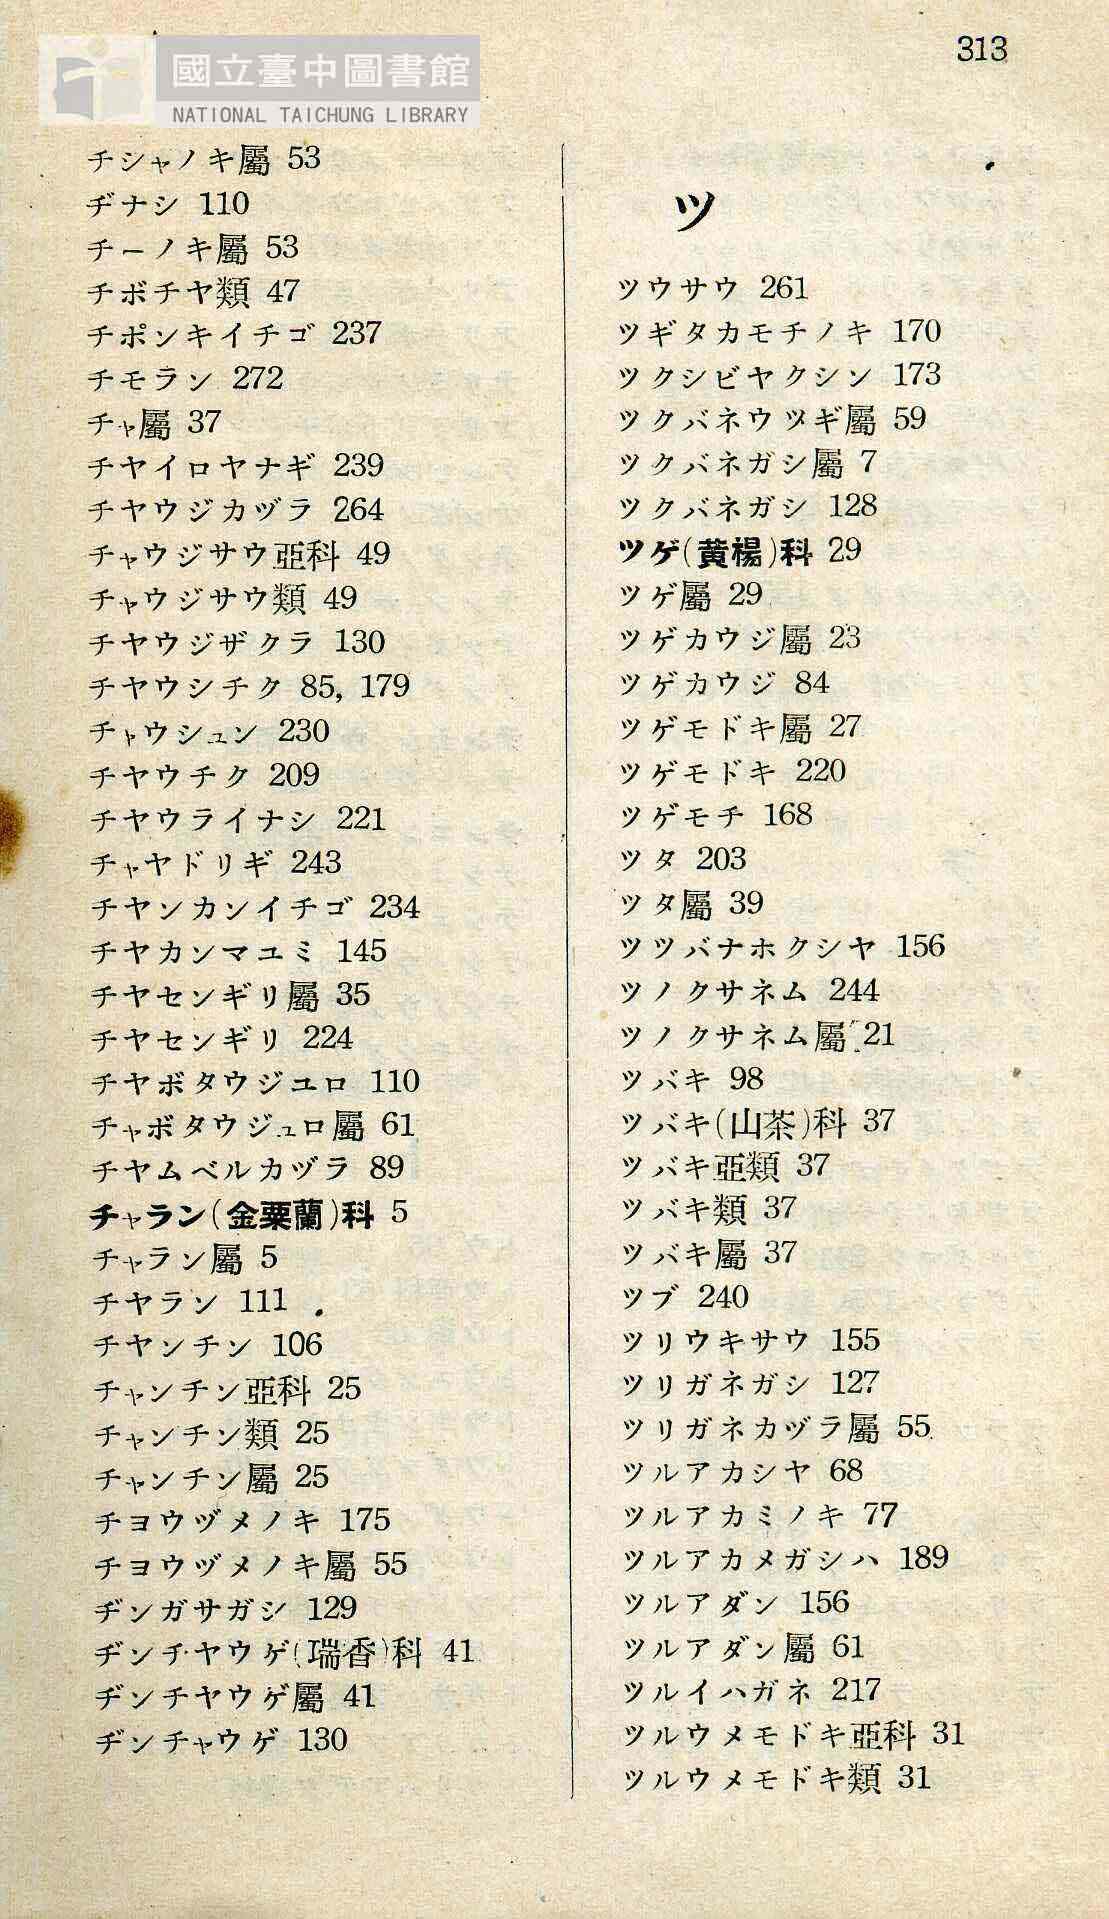 313
國立臺中圖書館
NATIONAL TAICHUNG LIBRARY
チシャノキ屬 53
ヂナシ 110
チーノキ屬 53
チボチヤ類 47
チポンキイチゴ 237
チモラン 272
チャ屬 37
チヤイロヤナギ 239
チヤウジカヅラ 264
チャウジサウ亞科 49
チャウジサウ類 49
チヤウジザクラ 130
チヤウシチク 85, 179
チャウシュン 230
チヤウチク 209
チヤウライナシ 221
チャヤドリギ 243
チヤンカンイチゴ 234
チヤカンマユミ 145
チヤセンギリ屬 35
チヤセンギリ 224
チヤボタウジユロ 110
チャボタウジュロ屬 61
チヤムベルカヅラ 89
チャラン(金粟蘭)科 5
チャラン屬 5
チヤラン 111
チヤンチン 106
チャンチン亞科 25
チャンチン類 25
チャンチン屬 25
チヨウヅメノキ 175
チヨウヅメノキ屬 55
ヂンガサガシ 129
ヂンチヤウゲ(瑞香)科 41
ヂンチヤウゲ屬 41
ヂンチャウゲ 130
ツ
ツウサウ 261
ツギタカモチノキ 170
ツクシビヤクシン 173
ツクバネウツギ屬 59
ツクバネガシ屬 7
ツクバネガシ 128
ツゲ(黄楊)科 29
ツゲ屬 29
ツゲカウジ屬 23
ツゲカウジ 84
ツゲモドキ屬 27
ツゲモドキ 220
ツゲモチ 168
ツタ 203
ツタ屬 39
ツツバナホクシヤ 156
ツノクサネム 244
ツノクサネム屬 21
ツバキ 98
ツバキ(山茶)科 37
ツバキ亞類 37
ツバキ類 37
ツバキ屬 37
ツブ 240
ツリウキサウ 155
ツリガネガシ 127
ツリガネカヅラ屬 55
ツルアカシヤ 68
ツルアカミノキ 77
ツルアカメガシハ 189
ツルアダン 156
ツルアダン屬 61
ツルイハガネ 217
ツルウメモドキ亞科 31
ツルウメモドキ類 31